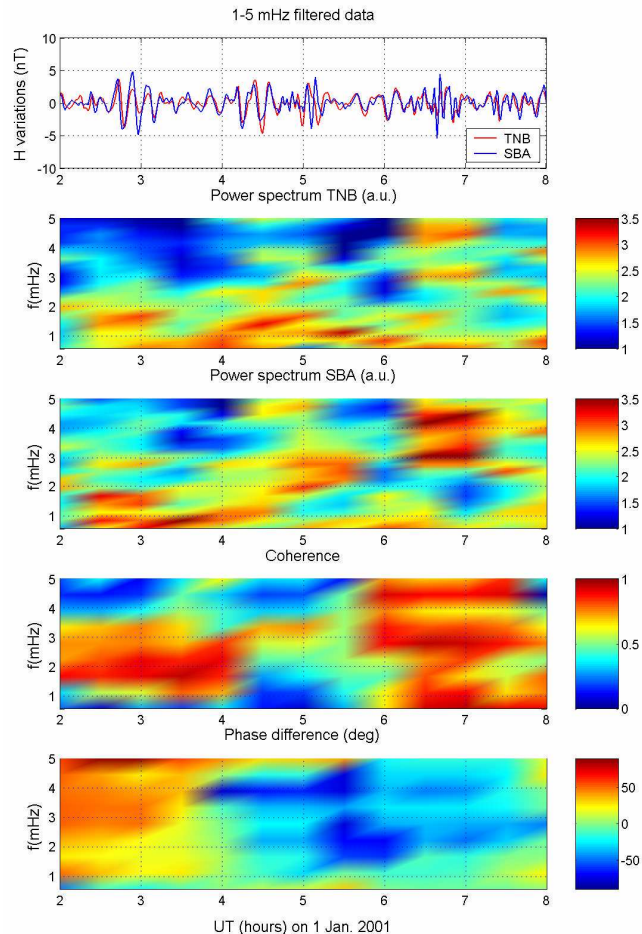 1-5 mHz filtered data
H variations (nT)
10
5
0
-5
-10
TNB
SBA
2 3 4 5 6 7 8
Power spectrum TNB (a.u.)
f(mHz)
5
4
3
2
1
2 3 4 5 6 7 8
3.5
3
2.5
2
1.5
1
Power spectrum SBA (a.u.)
f(mHz)
5
4
3
2
1
2 3 4 5 6 7 8
3.5
3
2.5
2
1.5
1
Coherence
f(mHz)
5
4
3
2
1
2 3 4 5 6 7 8
1
0.5
0
Phase difference (deg)
f(mHz)
5
4
3
2
1
2 3 4 5 6 7 8
50
0
-50
UT (hours) on 1 Jan. 2001